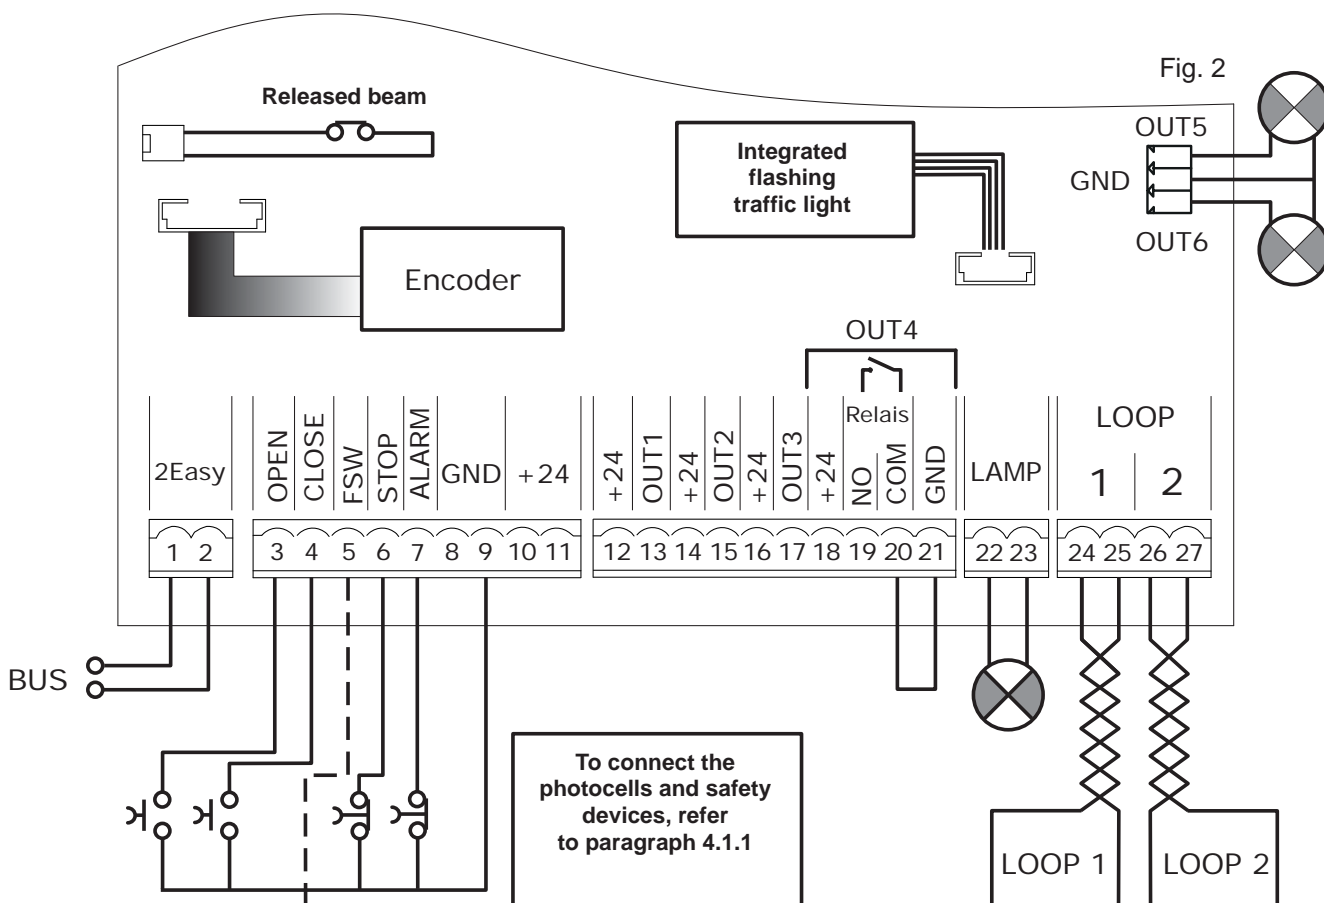 Fig. 2
Released beam
OUT5
Integrated
flashing
traffic light
GND
OUT6
Encoder
OUT4
2Easy
OPEN
CLOSE
FSW
STOP
ALARM
GND
+24
+24
OUT1
+24
OUT2
+24
OUT3
+24
Relais
NO
COM
GND
LAMP
LOOP
1 2
1 2 3 4 5 6 7 8 9 10 11 12 13 14 15 16 17 18 19 20 21 22 23 24 25 26 27
BUS
To connect the
photocells and safety
devices, refer
to paragraph 4.1.1
LOOP 1
LOOP 2